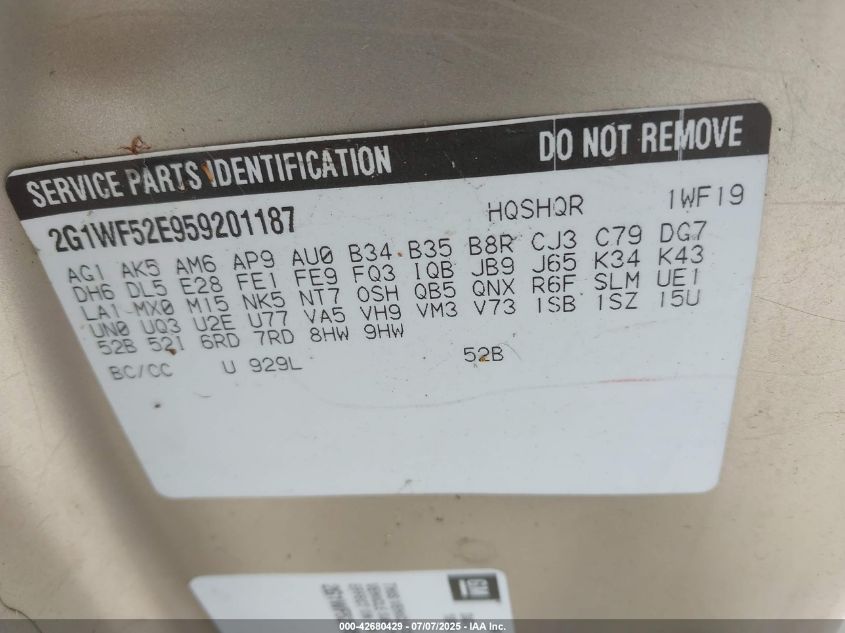 SERVICE PARTS IDENTIFICATION DO NOT REMOVE
2G1WF52E959201187 HQSHQR 1WF19
AG1 AK5 AM6 AP9 AU0 B34 B35 B8R CJ3 C79 DG7
DH6 DL5 E28 FE1 FE9 FQ3 IQB JB9 J65 K34 K43
LA1 MX0 M15 NK5 NT7 OSH QB5 QNX R6F SLM UE1
UN0 UQ3 U2E U77 VA5 VH9 VM3 V73 1SB 1SZ 15U
52B 521 6RD 7RD 8HW 9HW
BC/CC U 929L 52B
GM
000-42680429 - 07/07/2025 - IAA Inc.